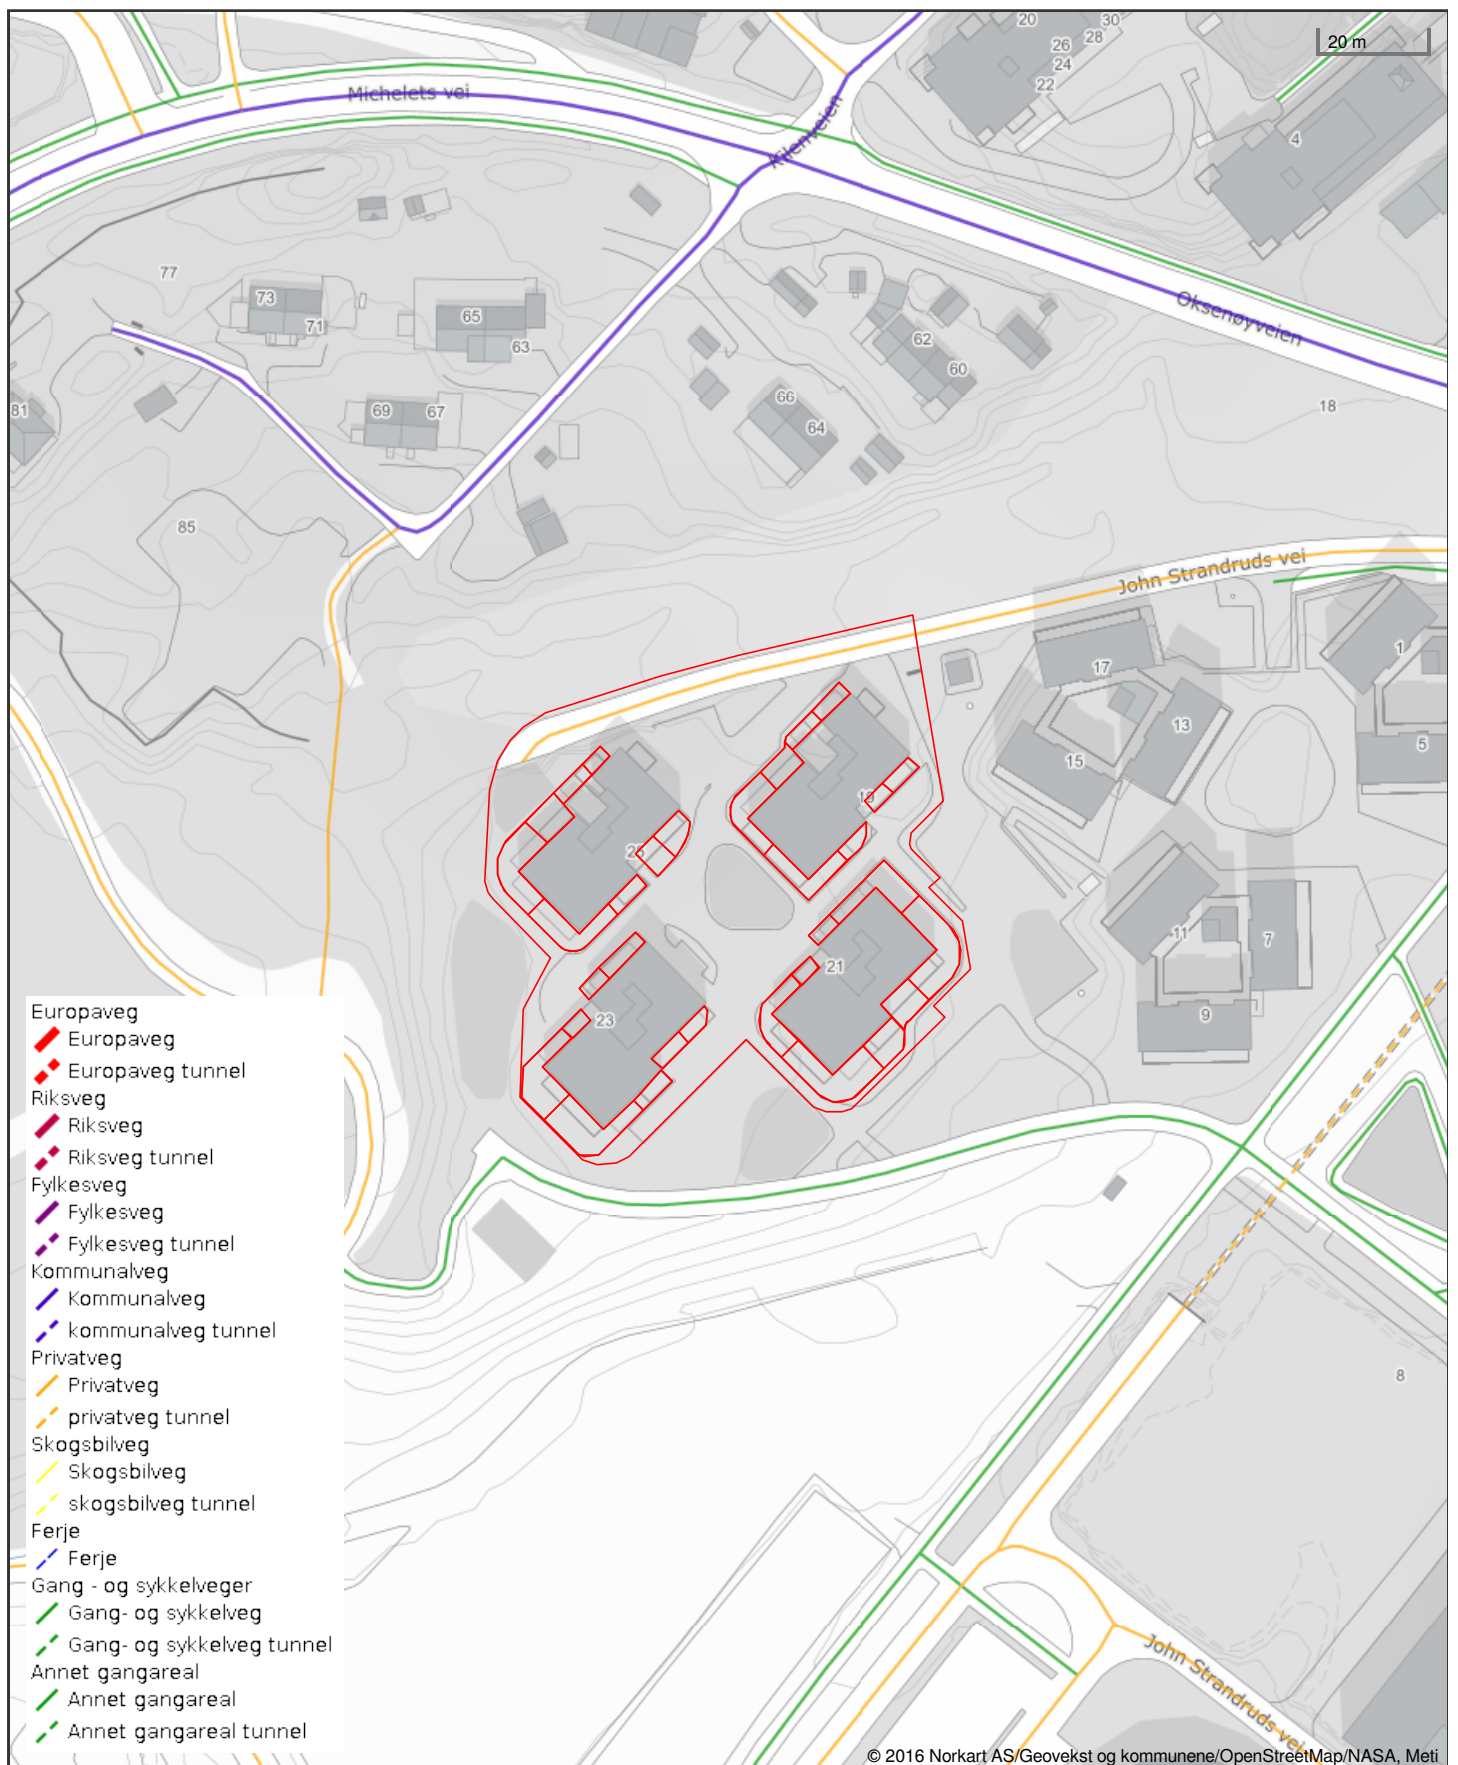 20
30
26
28
24
22
20 m
4
Michelets vei
Kilenveien
77
73
71
65
63
62
60
Oksenøyveien
81
69
67
66
64
18
85
John Strandruds vei
1
17
13
5
15
19
25
11
7
21
23
9
8
John Strandruds vei
Europaveg
Europaveg
Europaveg tunnel
Riksveg
Riksveg
Riksveg tunnel
Fylkesveg
Fylkesveg
Fylkesveg tunnel
Kommunalveg
Kommunalveg
kommunalveg tunnel
Privatveg
Privatveg
privatveg tunnel
Skogsbilveg
Skogsbilveg
skogsbilveg tunnel
Ferje
Ferje
Gang - og sykkelveger
Gang- og sykkelveg
Gang- og sykkelveg tunnel
Annet gangareal
Annet gangareal
Annet gangareal tunnel
© 2016 Norkart AS/Geovekst og kommunene/OpenStreetMap/NASA, Meti